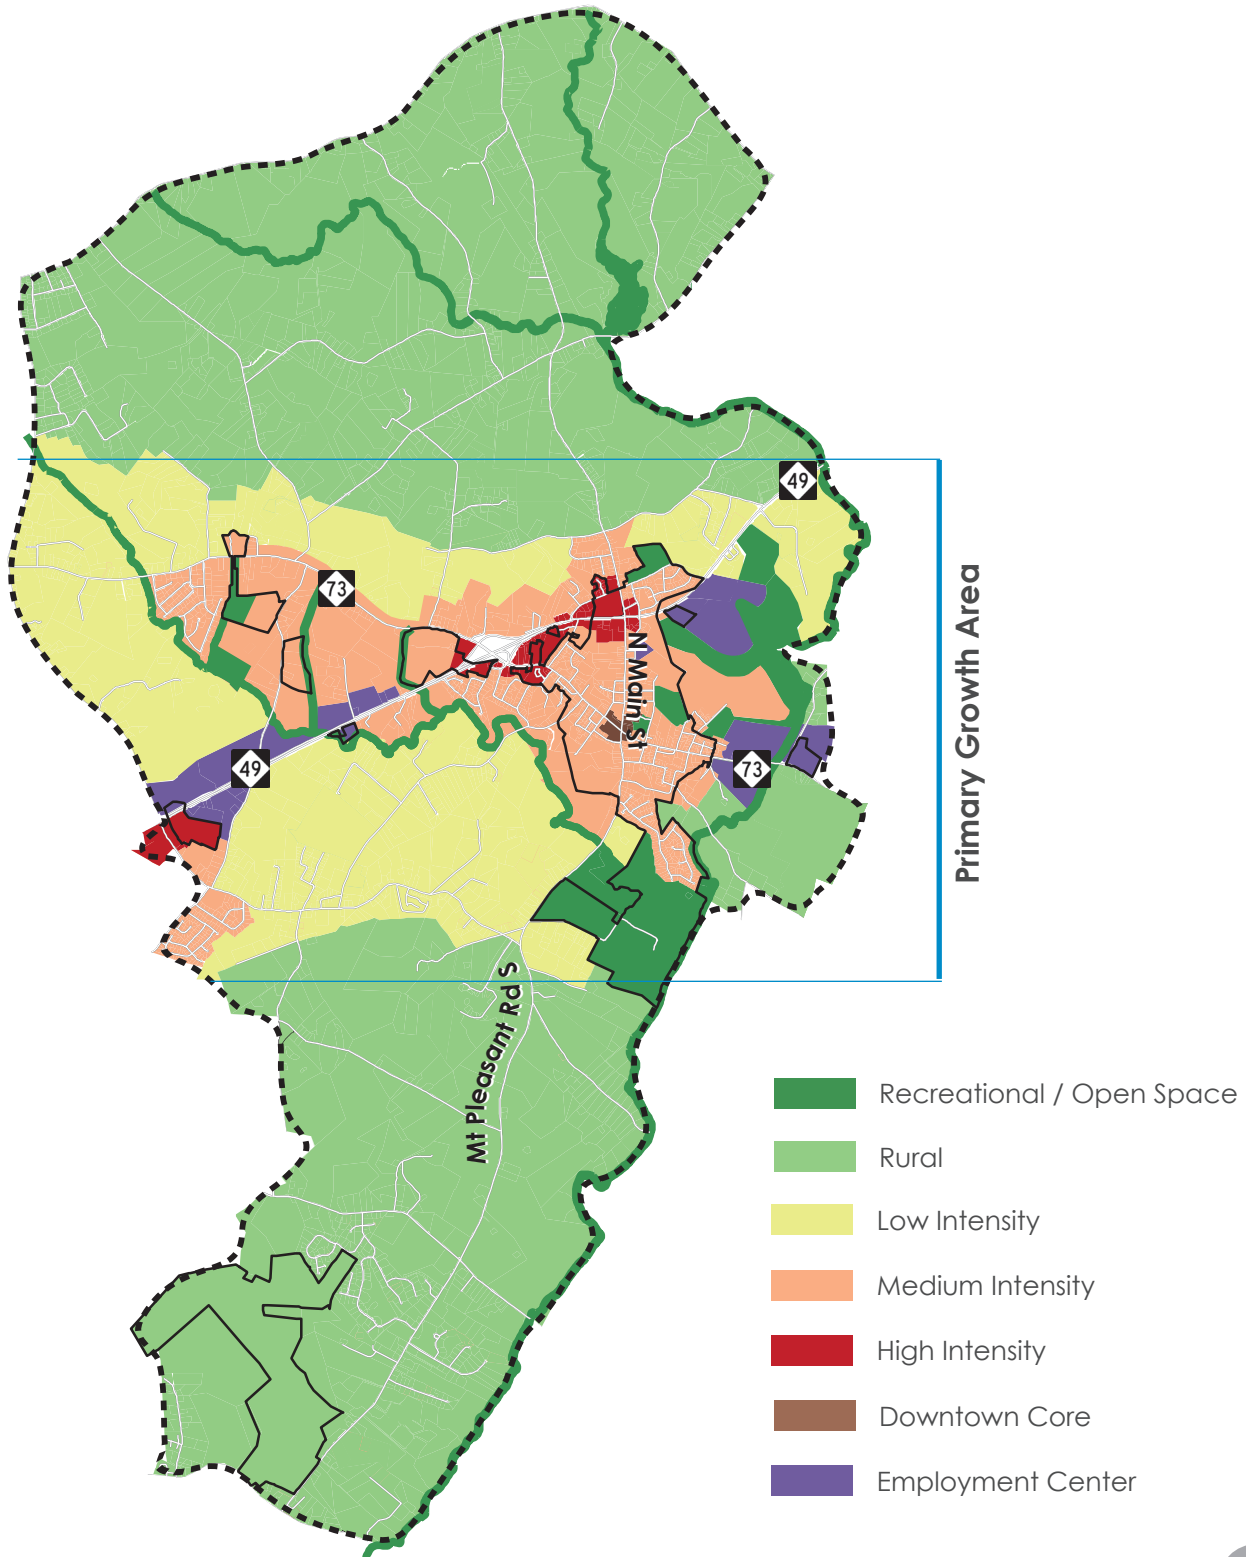 49
73
N Main St
Primary Growth Area
49
73
Mt Pleasant Rd S
Recreational / Open Space
Rural
Low Intensity
Medium Intensity
High Intensity
Downtown Core
Employment Center